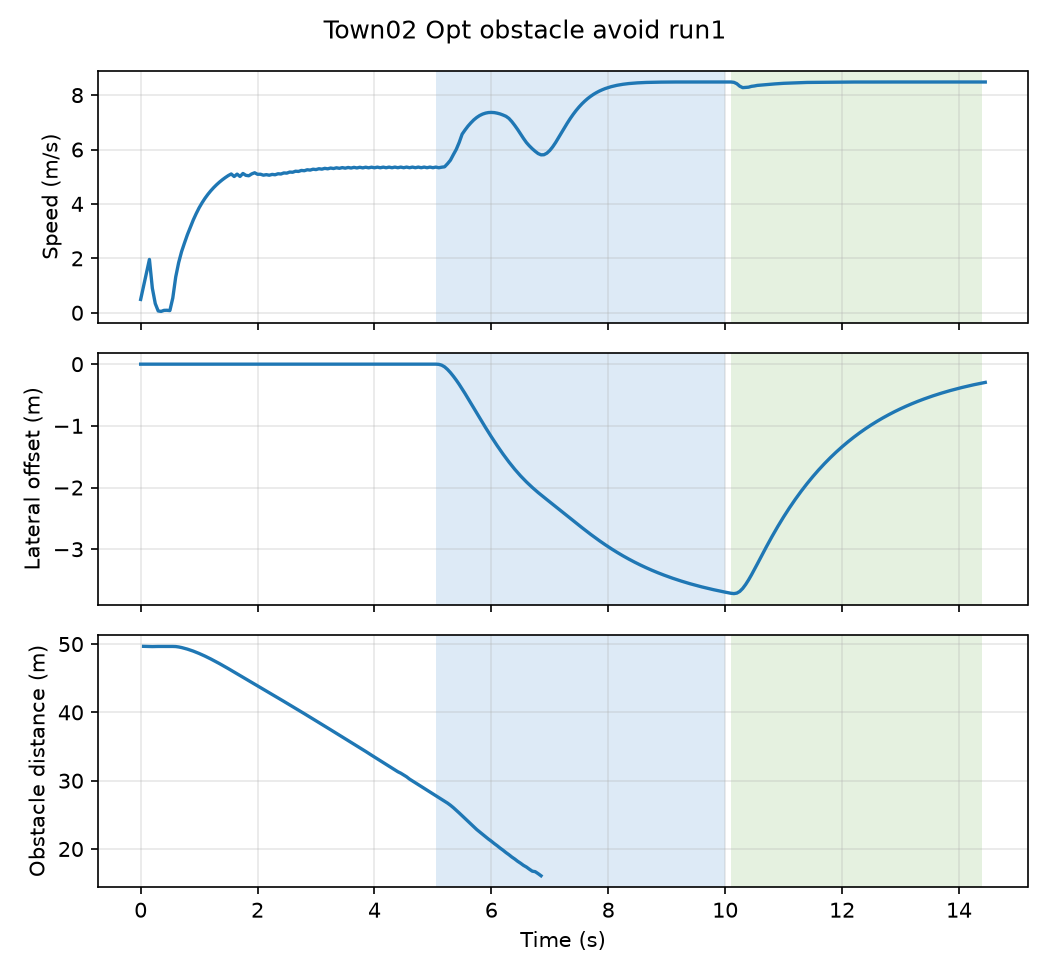 Town02 Opt obstacle avoid run1
Speed (m/s)
8
6
4
2
0
Lateral offset (m)
0
−1
−2
−3
Obstacle distance (m)
50
40
30
20
0 2 4 6 8 10 12 14
Time (s)